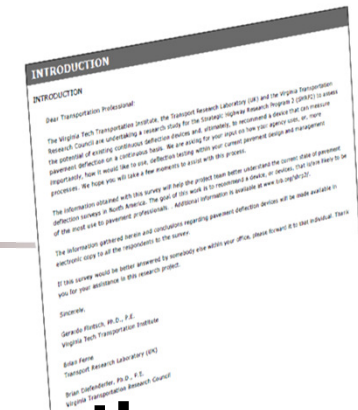 INTRODUCTION
INTRODUCTION
Dear Transportation Professional:
The Virginia Tech Transportation Institute, the Transport Research Laboratory (UK) and the Virginia Transportation
Research Council are undertaking a research study for the Strategic Highway Research Program 2 (SHRP2) to assess
the potential of existing continuous deflection devices and, ultimately, to recommend a device that can measure
pavement deflection on a continuous basis. We are asking for your input on how your agency uses, or, more
importantly, how it would like to use, deflection testing within your current pavement design and management
processes. We hope you will take a few moments to assist with this process.
The information obtained with this survey will help the project team better understand the current state of pavement
deflection surveys in North America. The goal of this work is to recommend a device, or devices, that is/are likely to be
of the most use to pavement professionals. Additional information is available at www.trb.org/shrp2/.
The information gathered herein and conclusions regarding pavement deflection devices will be made available in
electronic copy to all the respondents to the survey.
If this survey would be better answered by somebody else within your office, please forward it to that individual. Thank
you for your assistance in this research project.
Sincerely,
Gerardo Flintsch, Ph.D., P.E.
Virginia Tech Transportation Institute
Brian Ferne
Transport Research Laboratory (UK)
Brian Diefenderfer, Ph.D., P.E.
Virginia Transportation Research Council